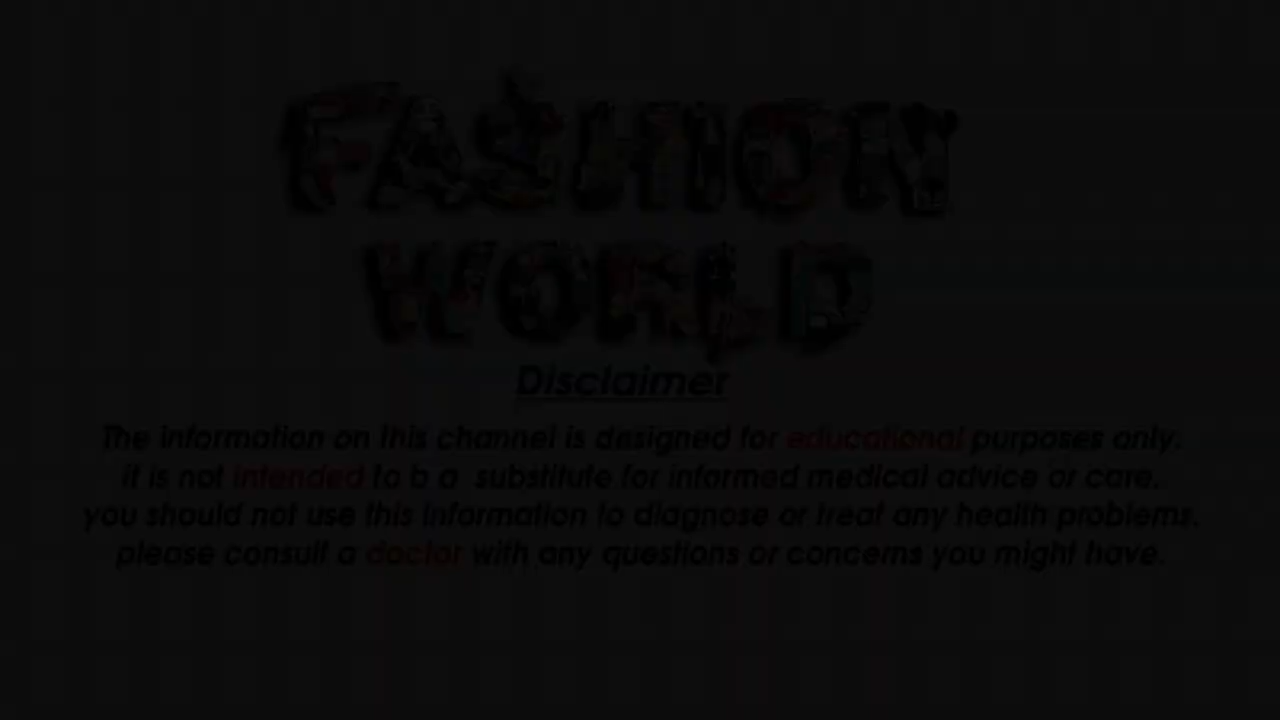 FASHION
WORLD
Disclaimer
The information on this channel is designed for educational purposes only.
it is not intended to b a substitute for informed medical advice or care.
you should not use this information to diagnose or treat any health problems.
please consult a doctor with any questions or concerns you might have.